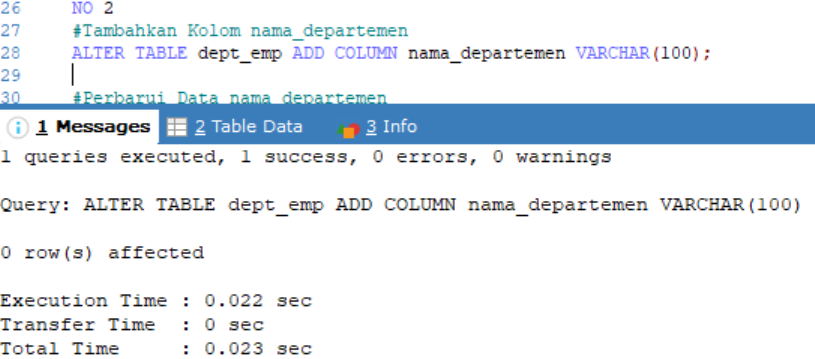 26 NO 2
27 #Tambahkan Kolom nama_departemen
28 ALTER TABLE dept_emp ADD COLUMN nama_departemen VARCHAR(100);
29
30 #Perbarui Data nama departemen
1 Messages 2 Table Data 3 Info
1 queries executed, 1 success, 0 errors, 0 warnings
Query: ALTER TABLE dept_emp ADD COLUMN nama_departemen VARCHAR(100)
0 row(s) affected
Execution Time : 0.022 sec
Transfer Time : 0 sec
Total Time : 0.023 sec